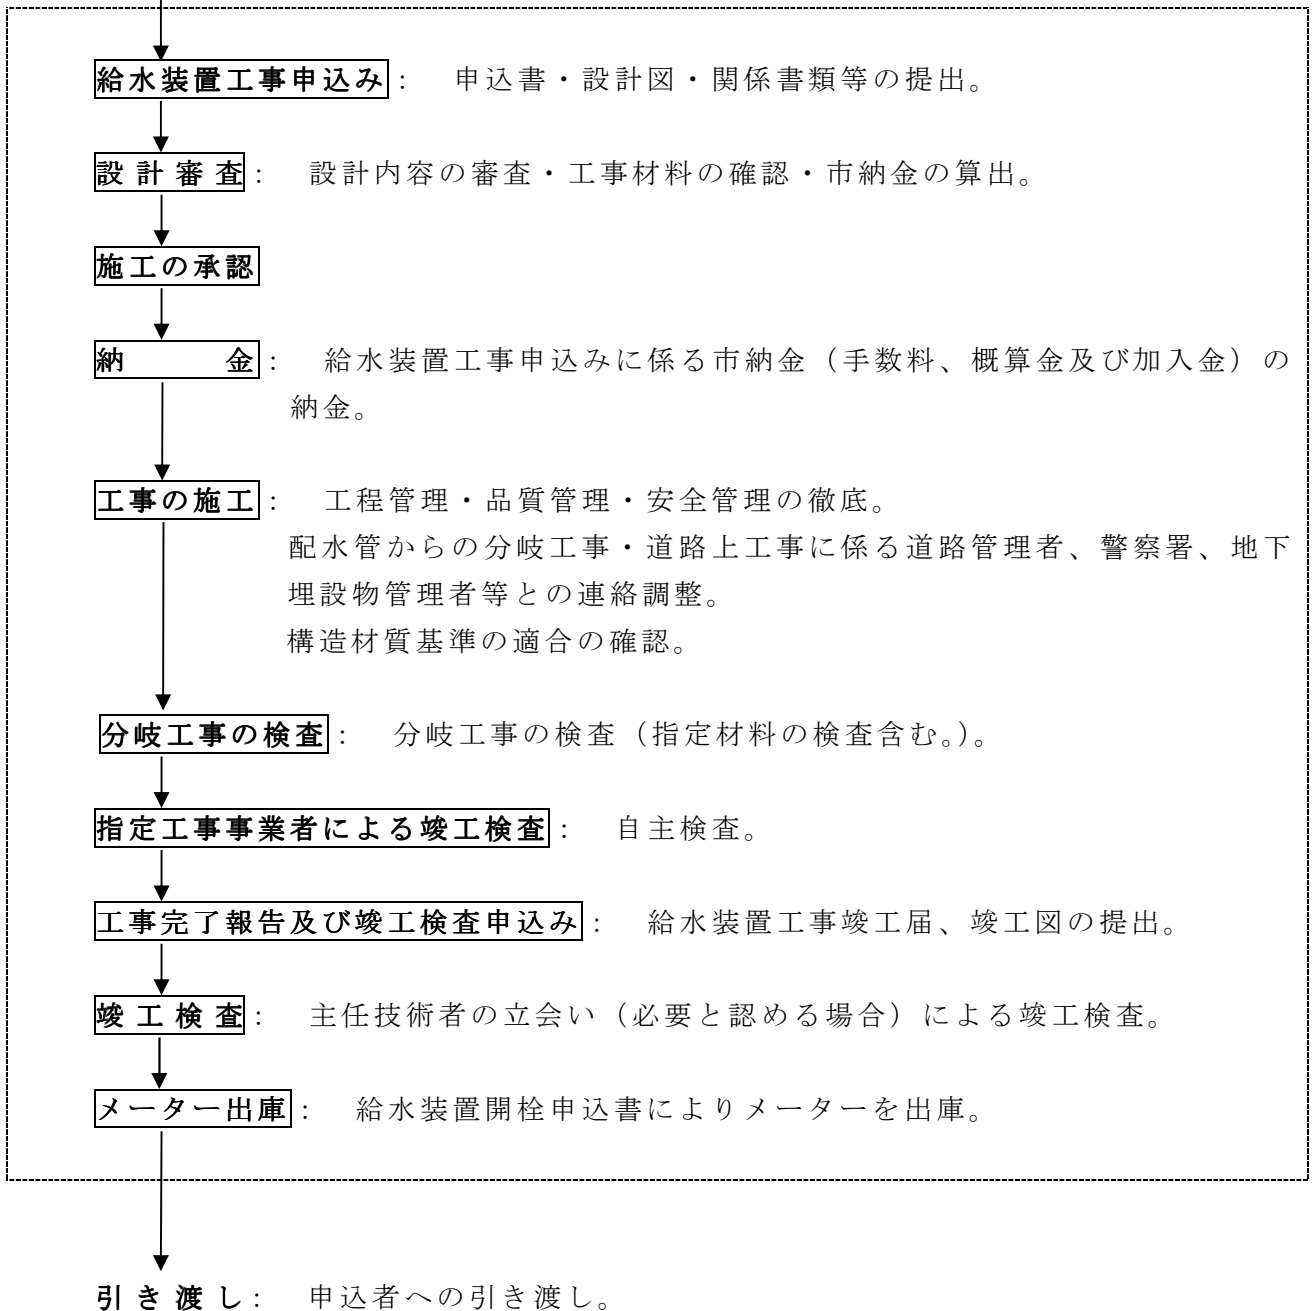 給水装置工事申込み：　申込書・設計図・関係書類等の提出。
設計審査：　設計内容の審査・工事材料の確認・市納金の算出。
施工の承認
納　　　金：　給水装置工事申込みに係る市納金（手数料、概算金及び加入金）の
納金。
工事の施工：　工程管理・品質管理・安全管理の徹底。
配水管からの分岐工事・道路上工事に係る道路管理者、警察署、地下
埋設物管理者等との連絡調整。
構造材質基準の適合の確認。
分岐工事の検査：　分岐工事の検査（指定材料の検査含む。）。
指定工事事業者による竣工検査：　自主検査。
工事完了報告及び竣工検査申込み：　給水装置工事竣工届、竣工図の提出。
竣工検査：　主任技術者の立会い（必要と認める場合）による竣工検査。
メーター出庫：　給水装置開栓申込書によりメーターを出庫。
引き渡し：　申込者への引き渡し。